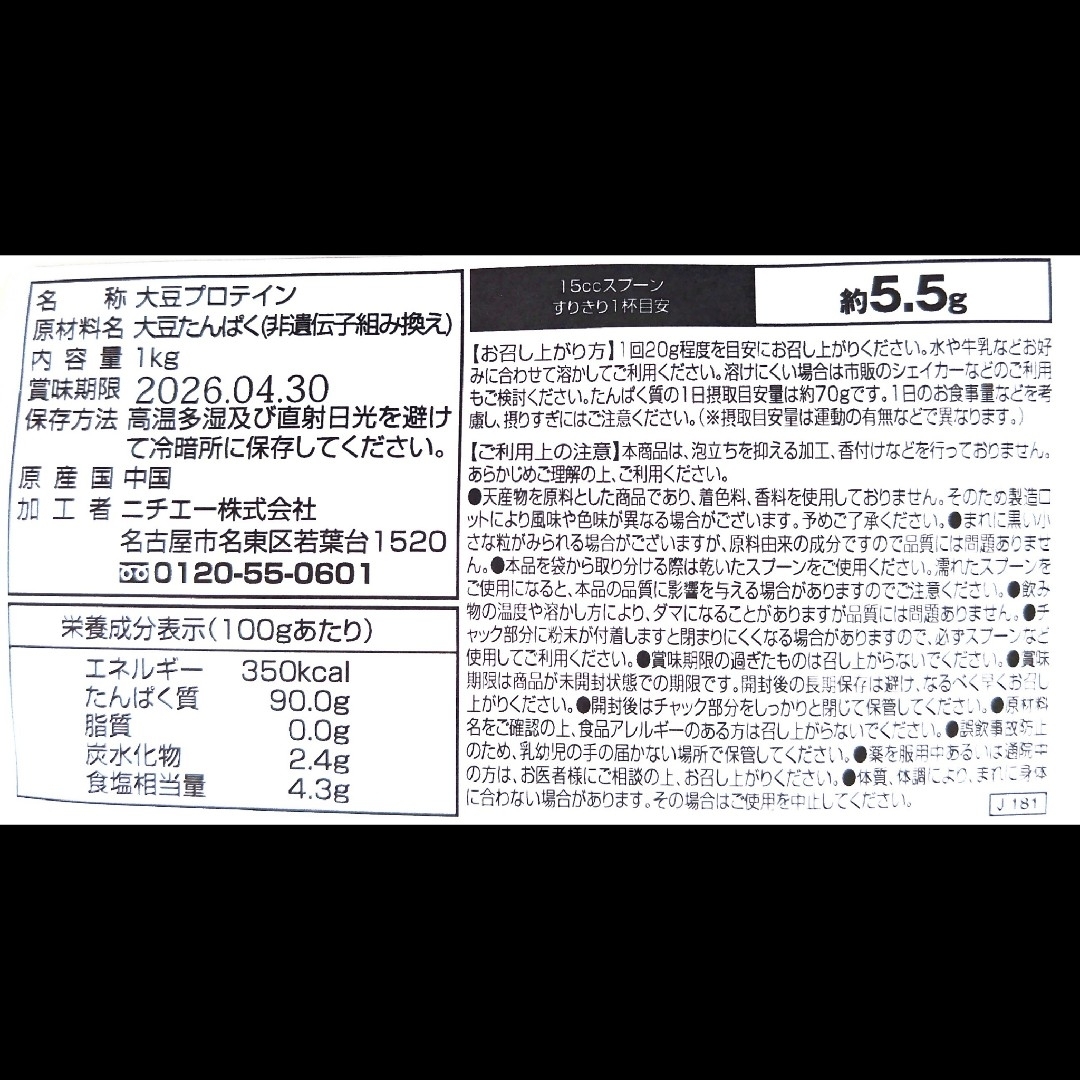 名称 大豆プロテイン
原材料名 大豆たんぱく(非遺伝子組み換え)
内容量 1kg
賞味期限 2026.04.30
保存方法 高温多湿及び直射日光を避け
て冷暗所に保存してください。
原産国 中国
加工者 ニチエー株式会社
名古屋市名東区若葉台1520
0120-55-0601
栄養成分表示(100gあたり)
エネルギー 350kcal
たんぱく質 90.0g
脂質 0.0g
炭水化物 2.4g
食塩相当量 4.3g
15ccスプーン
すりきり1杯目安
約5.5g
【お召し上がり方】1回20g程度を目安にお召し上がりください。水や牛乳などお好
みに合わせて溶かしてご利用ください。溶けにくい場合は市販のシェイカーなどのご利用
もご検討ください。たんぱく質の1日摂取目安量は約70gです。1日のお食事量などを考
慮し、摂りすぎにはご注意ください。(※摂取目安量は運動の有無などで異なります。)
【ご利用上の注意】本商品は、泡立ちを抑える加工、香付けなどを行っておりません。
あらかじめご理解の上、ご利用ください。
●天産物を原料とした商品であり、着色料、香料を使用しておりません。そのため製造ロ
ットにより風味や色味が異なる場合がございます。予めご了承ください。●まれに黒い小
さな粒がみられる場合がございますが、原料由来の成分ですので品質には問題ありませ
ん。●本品を袋から取り分ける際は乾いたスプーンをご使用ください。濡れたスプーンを
ご使用になると、本品の品質に影響を与える場合がありますのでご注意ください。●飲み
物の温度や溶かし方により、ダマになることがありますが品質には問題ありません。●チ
ャック部分に粉末が付着しますと閉まりにくくなる場合がありますので、必ずスプーンなど
使用してご利用ください。●賞味期限の過ぎたものは召し上がらないでください。●賞味
期限は商品が未開封状態での期限です。開封後の長期保存は避け、なるべく早くお召し
上がりください。●開封後はチャック部分をしっかりと閉じて保管してください。●原材料
名をご確認の上、食品アレルギーのある方は召し上がらないでください。●誤飲事故防止
のため、乳幼児の手の届かない場所で保管してください。●薬を服用中あるいは通院中
の方は、お医者様にご相談の上、お召し上がりください。●体質、体調により、まれに身体
に合わない場合があります。その場合はご使用を中止してください。
J 181